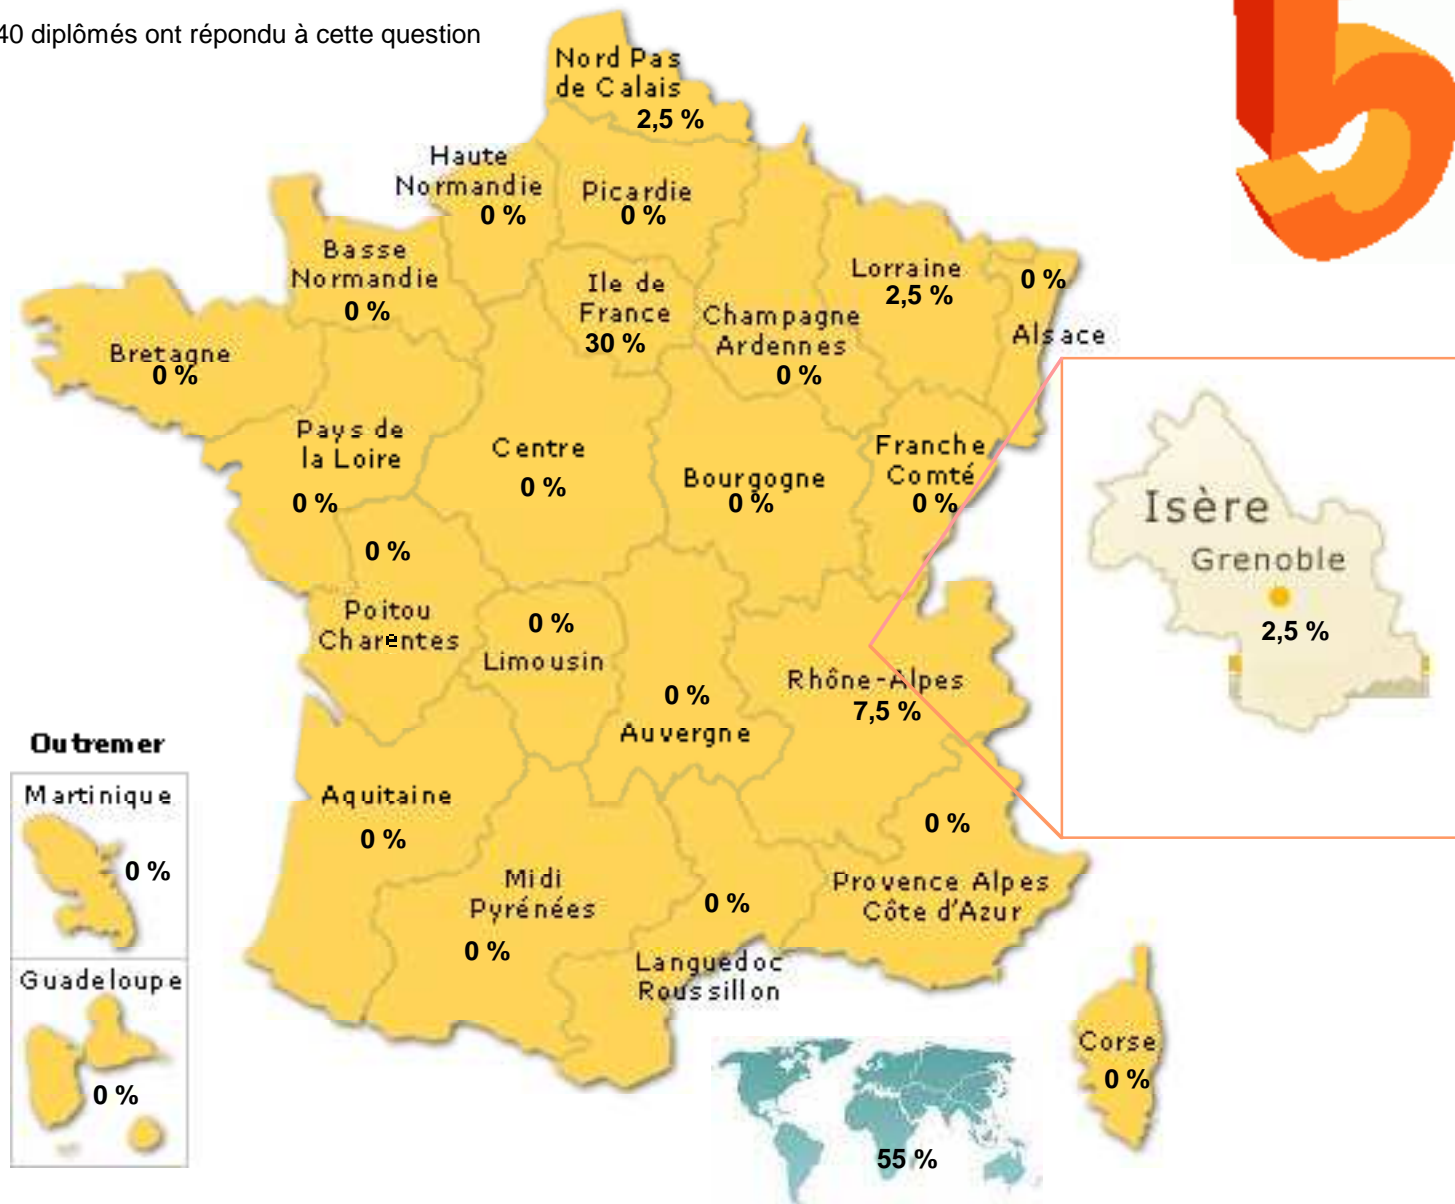 40 diplômés ont répondu à cette question
Nord Pas
de Calais
2,5 %
Haute
Normandie
0 %
Picardie
0 %
Basse
Normandie
0 %
Ile de
France
30 %
Champagne
Ardennes
0 %
Lorraine
2,5 %
0 %
Alsace
Bretagne
0 %
Pays de
la Loire
0 %
Centre
0 %
Bourgogne
0 %
Franche
Comté
0 %
Isère
Grenoble
2,5 %
0 %
Poitou
Charentes
0 %
Limousin
0 %
Auvergne
Rhône-Alpes
7,5 %
Outremer
Martinique
0 %
Guadeloupe
0 %
Aquitaine
0 %
Midi
Pyrénées
0 %
0 %
Languedoc
Roussillon
0 %
Provence Alpes
Côte d'Azur
Corse
0 %
55 %